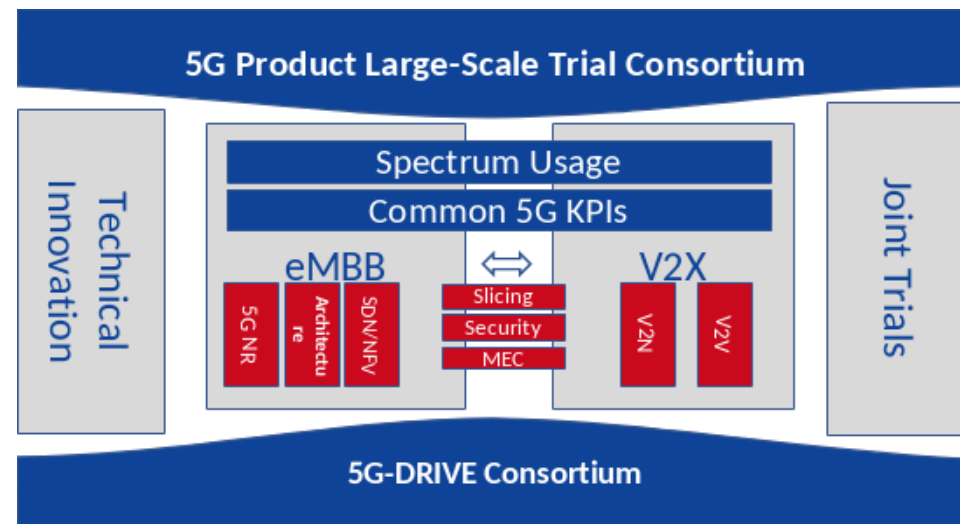 5G Product Large-Scale Trial Consortium
Technical
Innovation
Spectrum Usage
Common 5G KPIs
eMBB
V2X
5G NR
Architectu
re
SDN/NFV
Slicing
Security
MEC
V2N
V2V
Joint Trials
5G-DRIVE Consortium